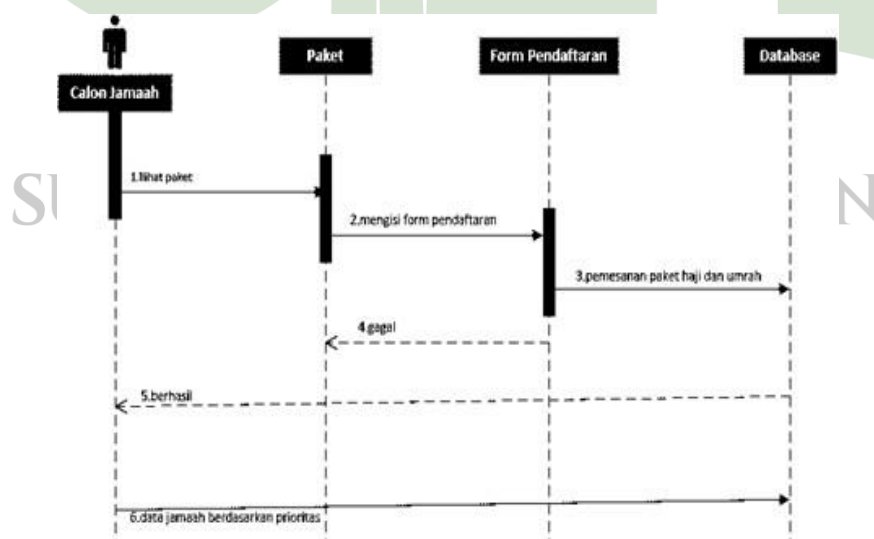 Paket
Form Pendaftaran
Database
Calon Jamaah
1.lihat paket
2.mengisi form pendaftaran
3.pemesanan paket haji dan umrah
4.gagal
5.berhasil
6.data jamaah berdasarkan prioritas